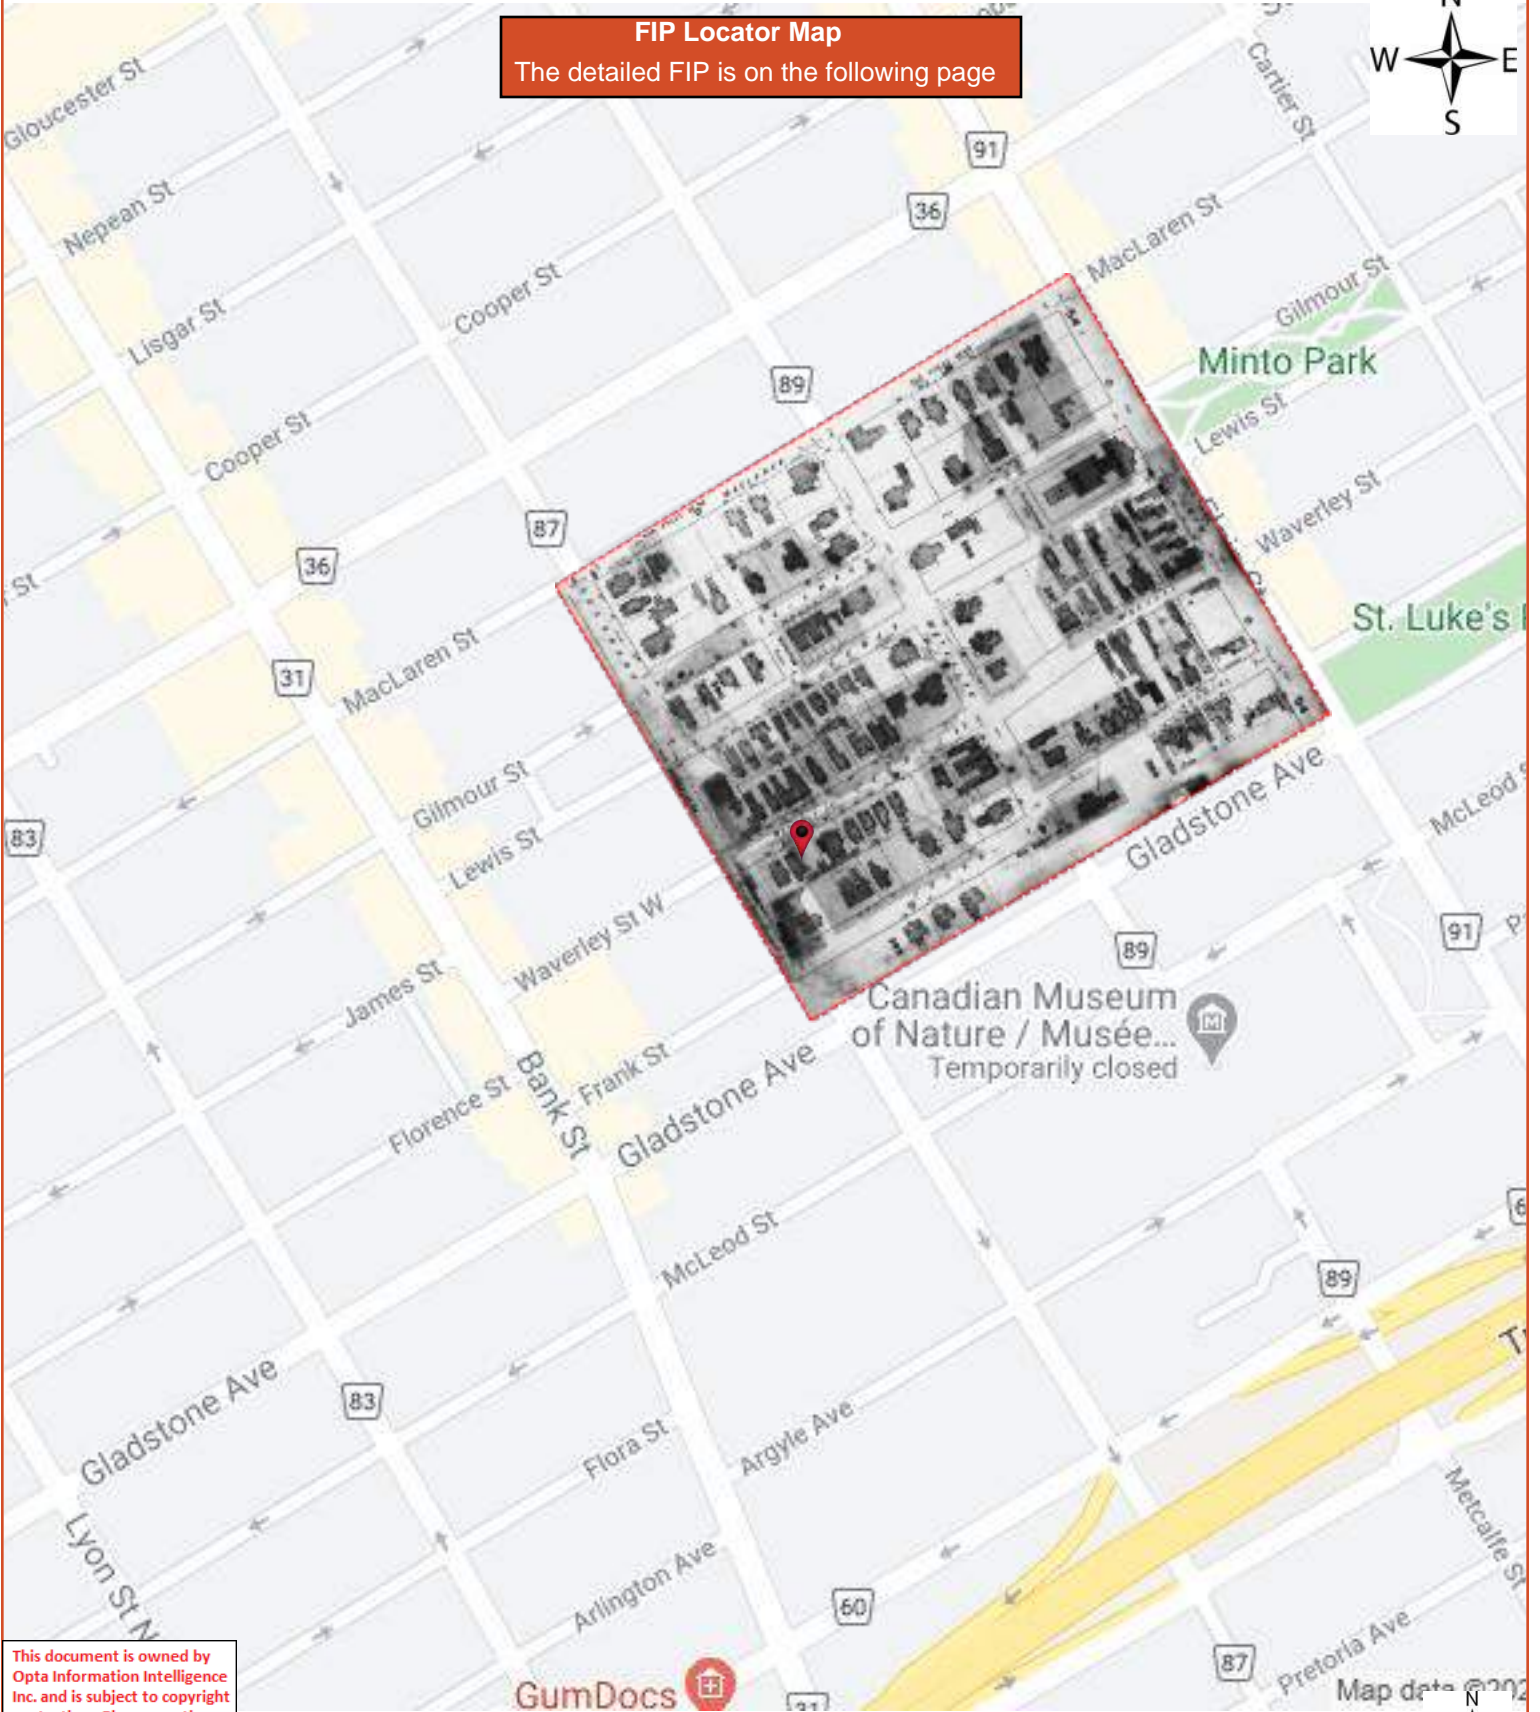 FIP Locator Map
The detailed FIP is on the following page
N
W E
S
Gloucester St
Cartier St
91
Nepean St
36
MacLaren St
Cooper St
Gilmour St
Lisgar St
Minto Park
89
Lewis St
Cooper St
Waverley St
87
36
St
St. Luke's
MacLaren St
31
Gilmour St
Gladstone Ave
McLeod
83
Lewis St
Waverley St W
91
89
James St
Canadian Museum
of Nature / Musée...
Temporarily closed
Bank St
Frank St
Gladstone Ave
Florence St
McLeod St
89
Gladstone Ave
83
Flora St
Argyle Ave
Metcalfe St
Lyon St N
Arlington Ave
60
87
Pretoria Ave
This document is owned by
Opta Information Intelligence
Inc. and is subject to copyright
GumDocs
31
Map data ©202
N